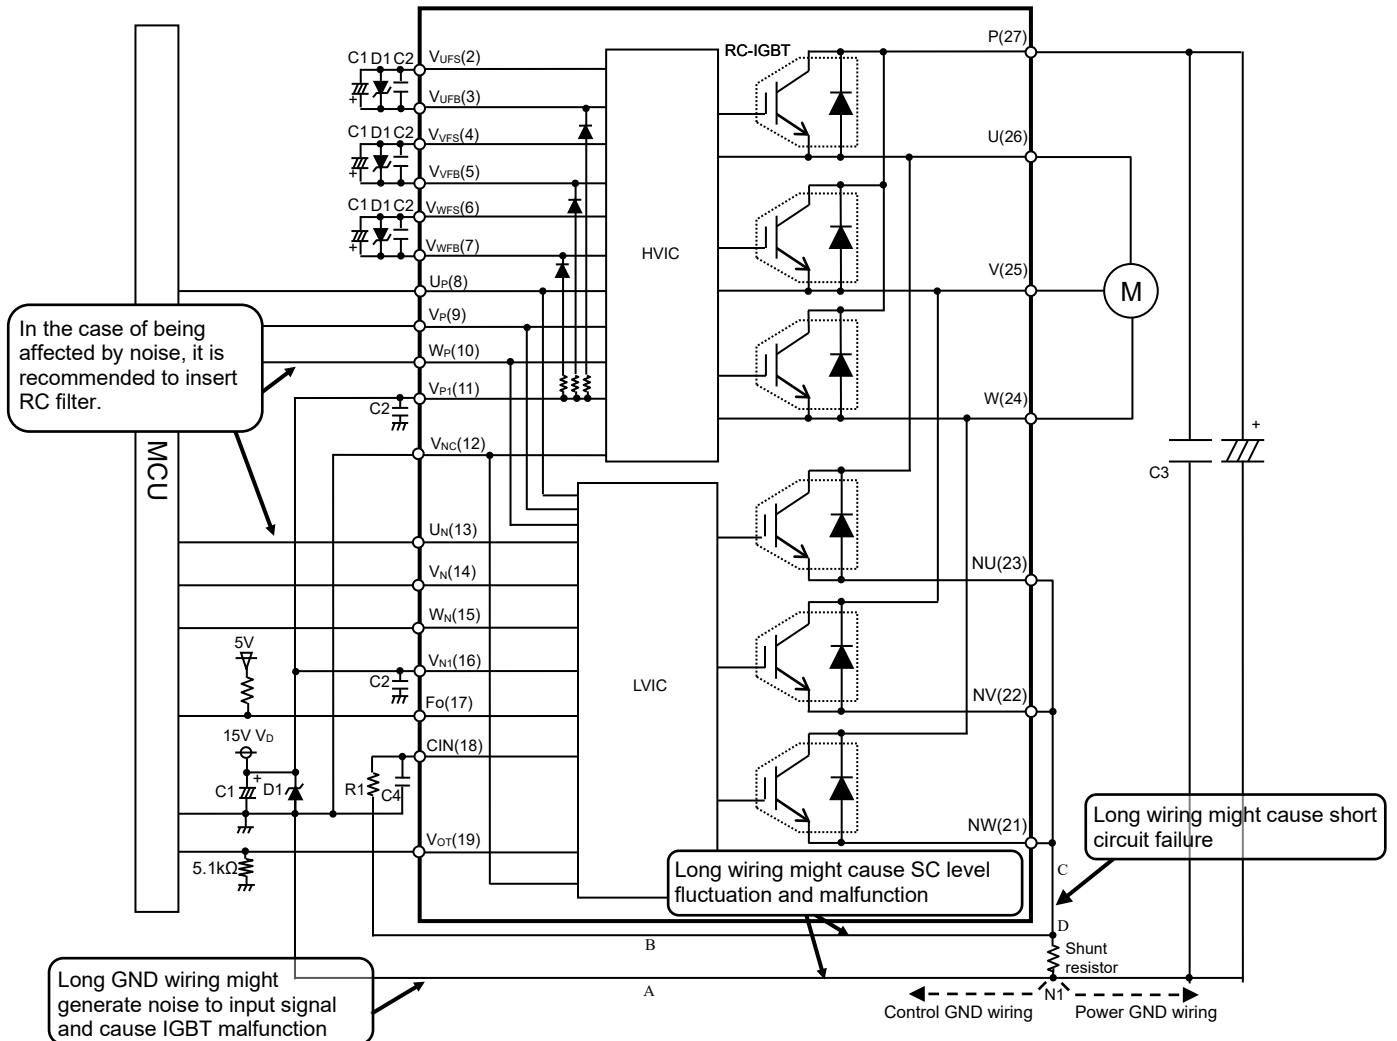 RC-IGBT
P(27)
C1 D1 C2
VUFS(2)
+
VUFB(3)
C1 D1 C2
VVFS(4)
U(26)
+
VVFB(5)
C1 D1 C2
VWFS(6)
+
VWFB(7)
HVIC
V(25)
M
UP(8)
VP(9)
WP(10)
VP1(11)
C2
W(24)
VNC(12)
In the case of being
affected by noise, it is
recommended to insert
RC filter.
MCU
+
C3
UN(13)
VN(14)
WN(15)
NU(23)
5V
VN1(16)
C2
LVIC
NV(22)
Fo(17)
15V VD
CIN(18)
+
C1
D1
R1
C4
NW(21)
VOT(19)
5.1kΩ
Long wiring might cause short
circuit failure
Long wiring might cause SC level
fluctuation and malfunction
C
D
B
Shunt
resistor
A
N1
Control GND wiring
Power GND wiring
Long GND wiring might
generate noise to input signal
and cause IGBT malfunction